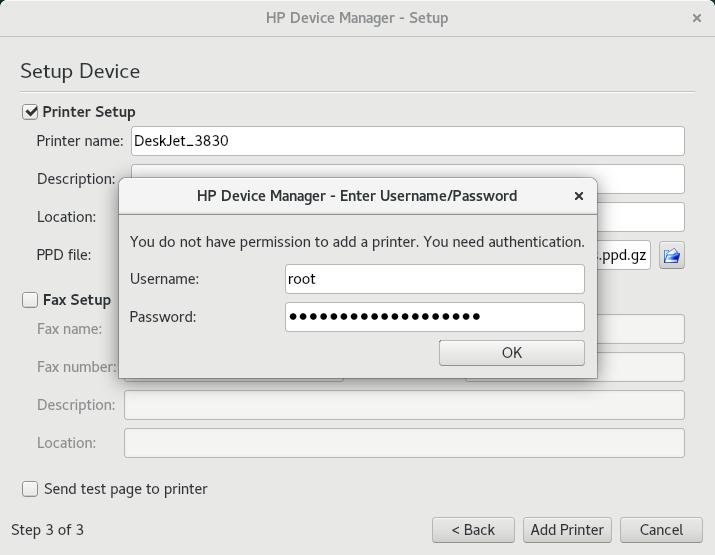 HP Device Manager - Setup
Setup Device
Printer Setup
Printer name: DeskJet_3830
Description:
HP Device Manager - Enter Username/Password
Location:
You do not have permission to add a printer. You need authentication.
PPD file: .ppd.gz
Username: root
Fax Setup
Password: ●●●●●●●●●●●●●●●●●●●
Fax name:
OK
Fax number:
Description:
Location:
Send test page to printer
Step 3 of 3 < Back Add Printer Cancel